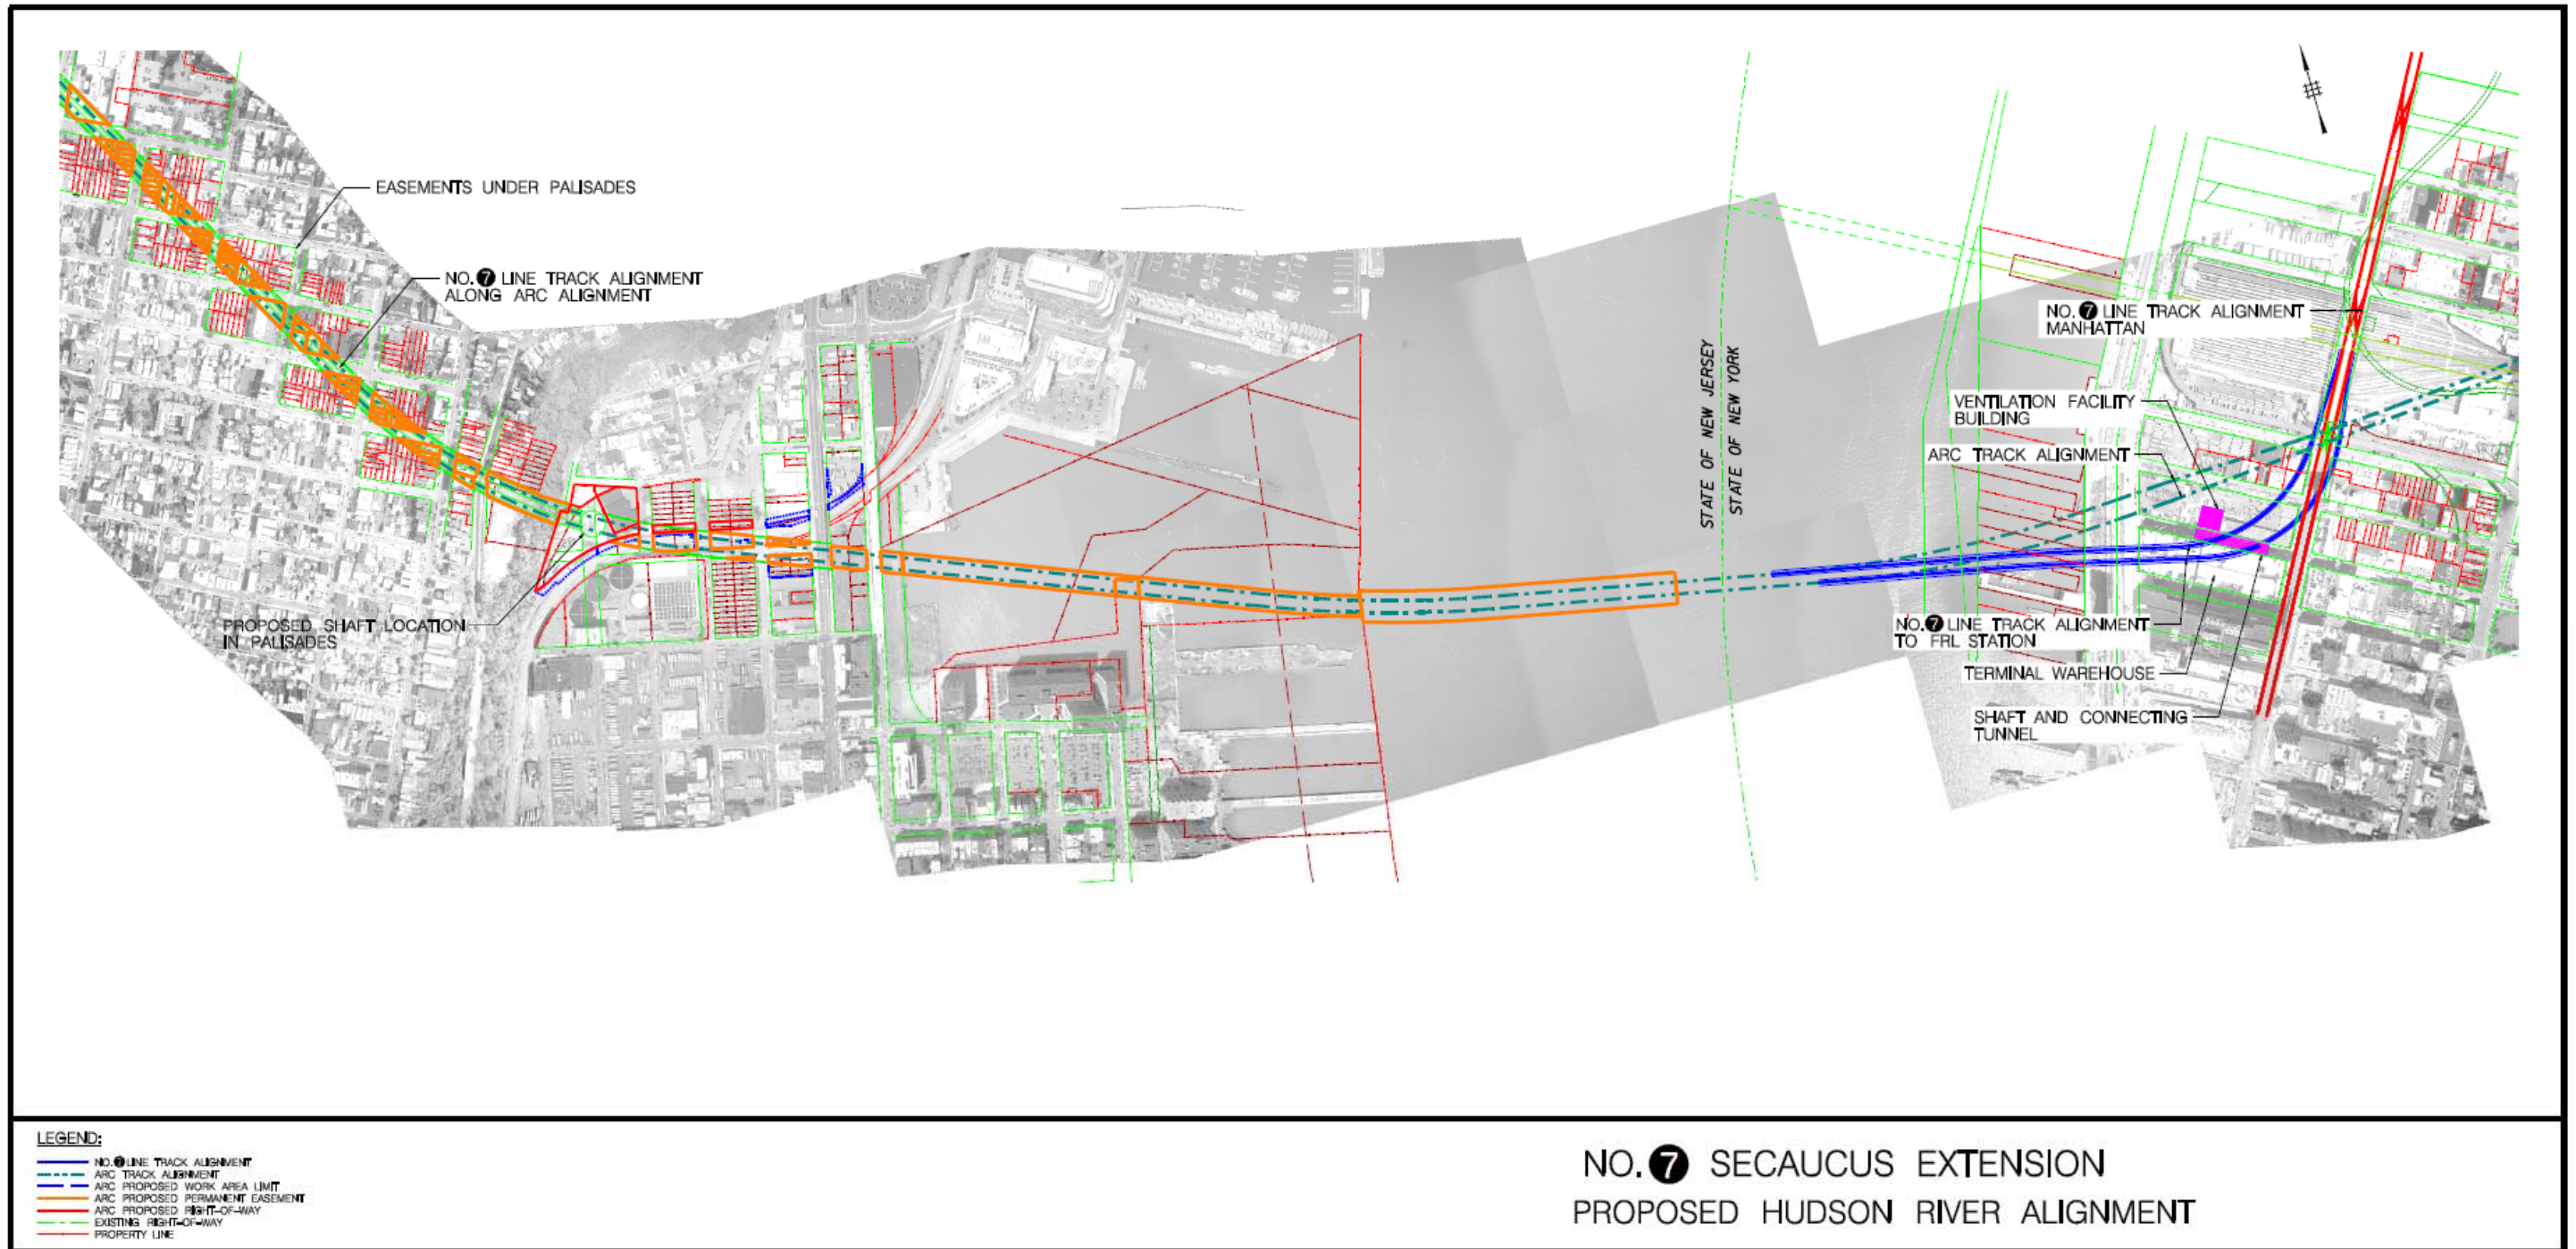 EASEMENTS UNDER PALISADES
NO. 7 LINE TRACK ALIGNMENT
ALONG ARC ALIGNMENT
PROPOSED SHAFT LOCATION
IN PALISADES
STATE OF NEW JERSEY
STATE OF NEW YORK
NO. 7 LINE TRACK ALIGNMENT
MANHATTAN
VENTILATION FACILITY
BUILDING
ARC TRACK ALIGNMENT
NO. 7 LINE TRACK ALIGNMENT
TO FRL STATION
TERMINAL WAREHOUSE
SHAFT AND CONNECTING
TUNNEL
LEGEND:
NO. 7 LINE TRACK ALIGNMENT
ARC TRACK ALIGNMENT
ARC PROPOSED WORK AREA LIMIT
ARC PROPOSED PERMANENT EASEMENT
ARC PROPOSED RIGHT-OF-WAY
EXISTING RIGHT-OF-WAY
PROPERTY LINE
NO. 7 SECAUCUS EXTENSION
PROPOSED HUDSON RIVER ALIGNMENT